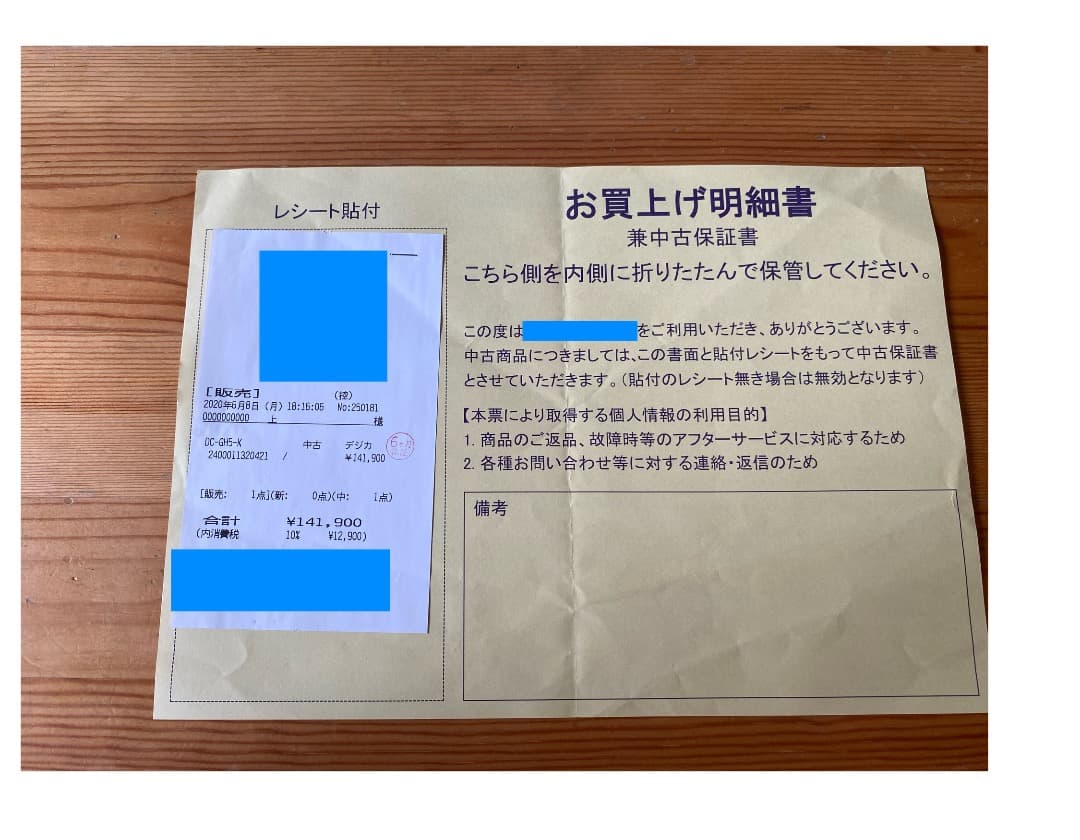 レシート貼付
[販売] (控)
2020年6月8日(月) 18:16:05 No:250181
0000000000 上 様
DC-GH5-K 中古 デジカ
2400011320421 / ¥141,900
6ヶ月
[販売: 1点](新: 0点)(中: 1点)
合計 ¥141,900
(内消費税 10% ¥12,900)
お買上げ明細書
兼中古保証書
こちら側を内側に折りたたんで保管してください。
この度は をご利用いただき、ありがとうございます。
中古商品につきましては、この書面と貼付レシートをもって中古保証書
とさせていただきます。(貼付のレシート無き場合は無効となります)
【本票により取得する個人情報の利用目的】
1. 商品のご返品、故障時等のアフターサービスに対応するため
2. 各種お問い合わせ等に対する連絡・返信のため
備考